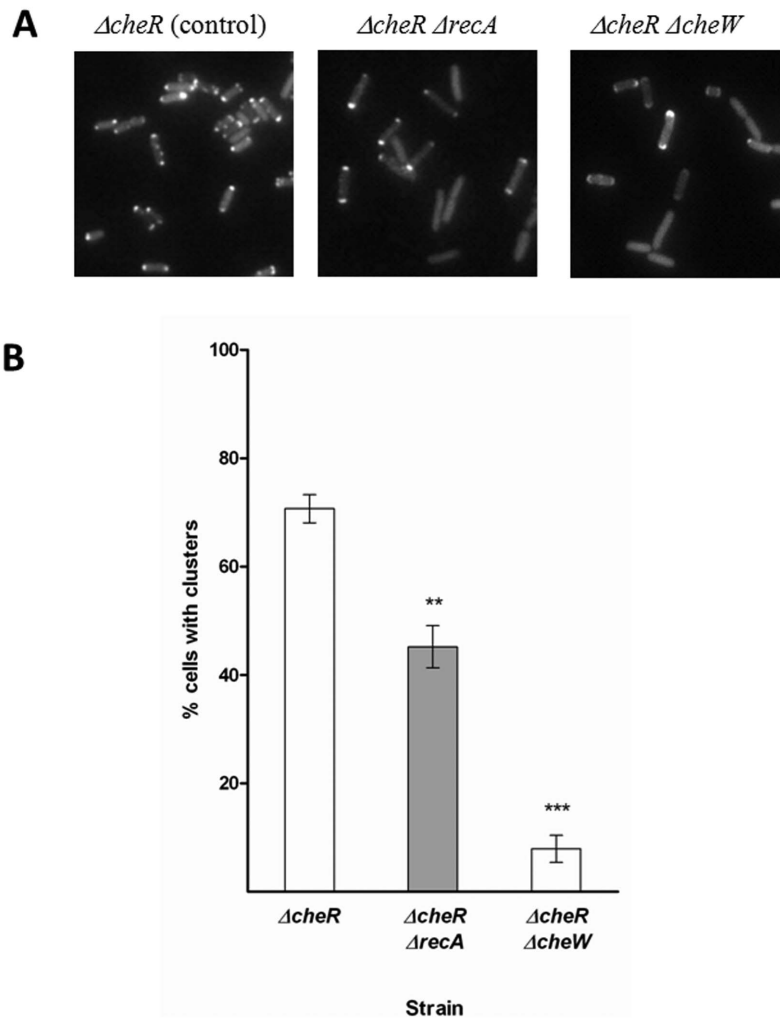 A
ΔcheR (control) ΔcheR ΔrecA ΔcheR ΔcheW
B
100
80
60
40
20
% cells with clusters
**
***
ΔcheR ΔcheR ΔcheR
ΔrecA ΔcheW
Strain